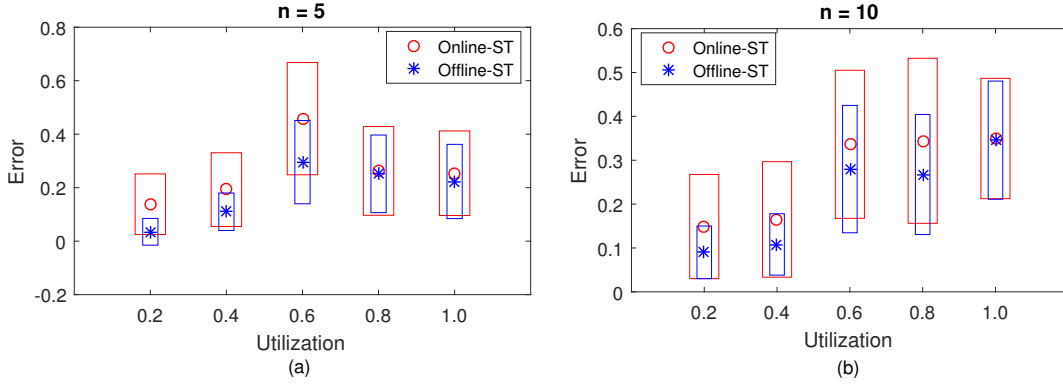 n = 5
0.8
0.6
0.4
0.2
0
-0.2
Error
Online-ST
Offline-ST
0.2 0.4 0.6 0.8 1.0
Utilization
(a)
n = 10
0.6
0.5
0.4
0.3
0.2
0.1
0
Error
Online-ST
Offline-ST
0.2 0.4 0.6 0.8 1.0
Utilization
(b)